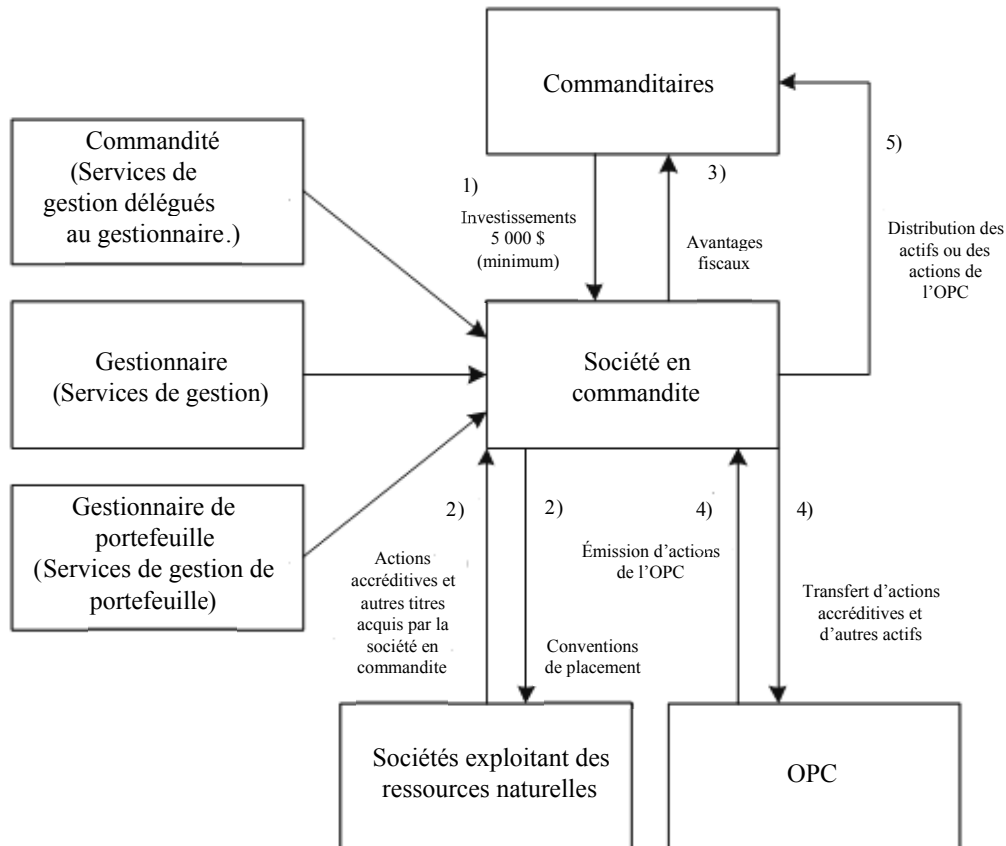 Commanditaires
Commandité
(Services de
gestion délégués
au gestionnaire.)
5)
1)
3)
Investissements
5 000 $
(minimum)
Avantages
fiscaux
Distribution des
actifs ou des
actions de
l’OPC
Gestionnaire
(Services de gestion)
Société en
commandite
Gestionnaire de
portefeuille
(Services de gestion de
portefeuille)
2)
2)
4)
4)
Actions
accréditives et
autres titres
acquis par la
société en
commandite
Conventions
de placement
Émission d’actions
de l’OPC
Transfert d’actions
accréditives et
d’autres actifs
Sociétés exploitant des
ressources naturelles
OPC